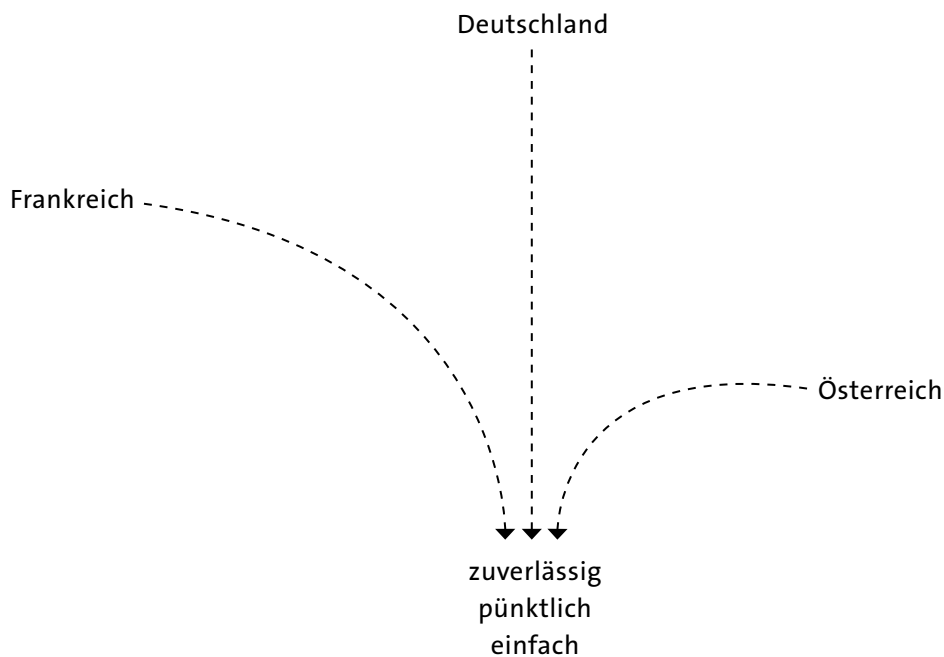 Deutschland
Frankreich
Österreich
zuverlässig
pünktlich
einfach